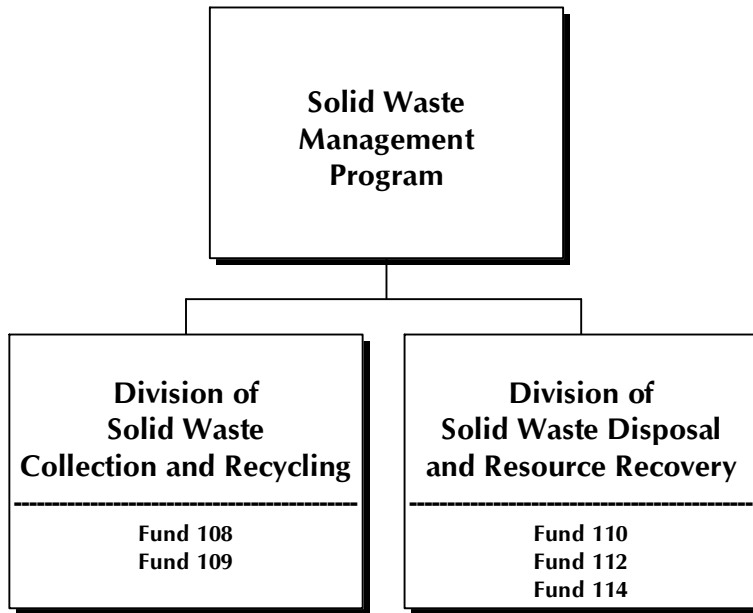 Solid Waste
Management
Program
Division of
Solid Waste
Collection and Recycling
Fund 108
Fund 109
Division of
Solid Waste Disposal
and Resource Recovery
Fund 110
Fund 112
Fund 114